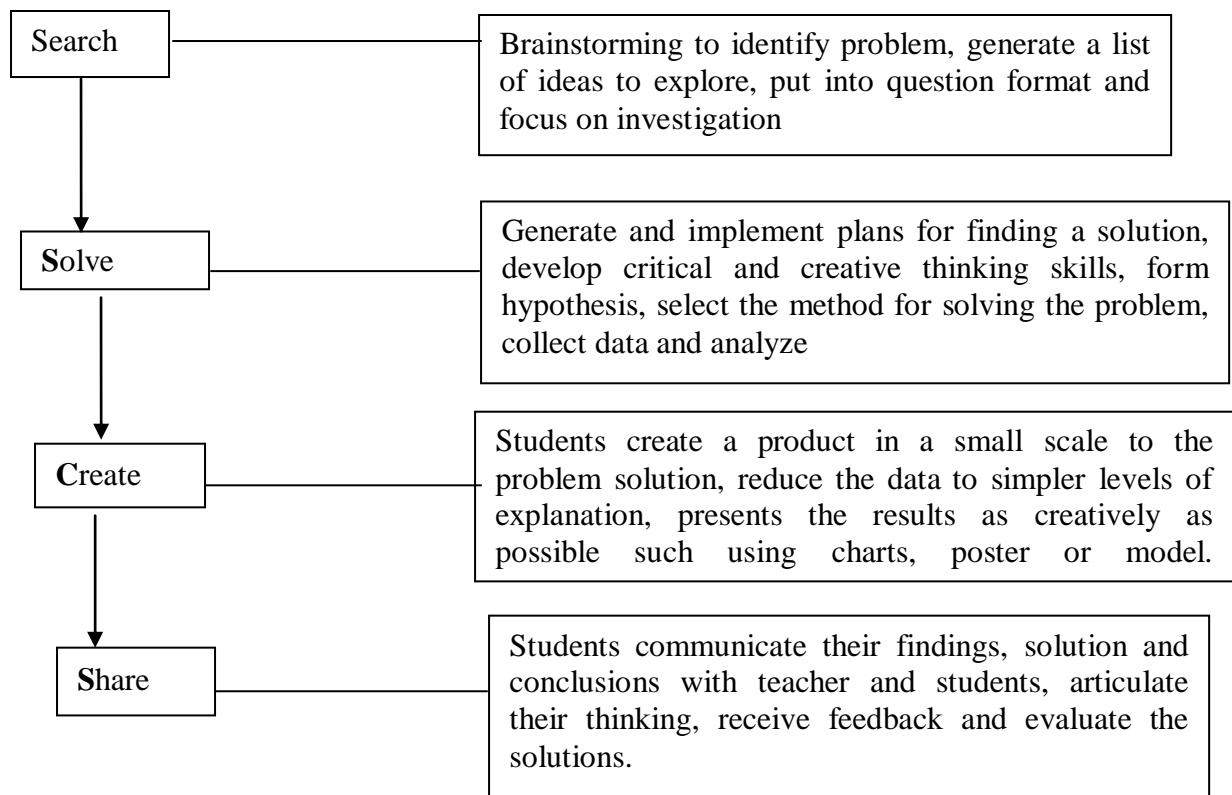 Search
Brainstorming to identify problem, generate a list
of ideas to explore, put into question format and
focus on investigation
Solve
Generate and implement plans for finding a solution,
develop critical and creative thinking skills, form
hypothesis, select the method for solving the problem,
collect data and analyze
Create
Students create a product in a small scale to the
problem solution, reduce the data to simpler levels of
explanation, presents the results as creatively as
possible such using charts, poster or model.
Share
Students communicate their findings, solution and
conclusions with teacher and students, articulate
their thinking, receive feedback and evaluate the
solutions.